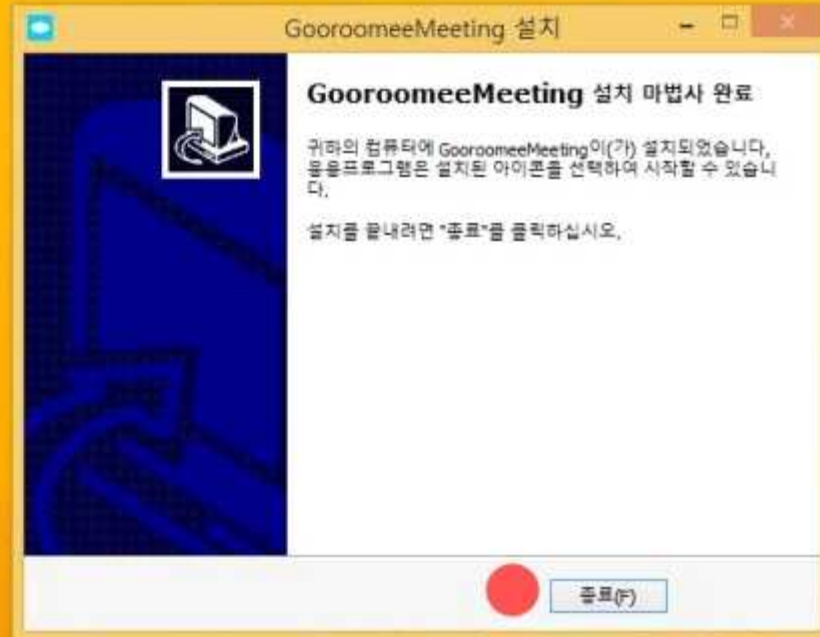 GooroomeeMeeting 설치
GooroomeeMeeting 설치 마법사 완료
귀하의 컴퓨터에 GooroomeeMeeting이(가) 설치되었습니다.
응용프로그램은 설치된 아이콘을 선택하여 시작할 수 있습니
다.
설치를 끝내려면 "종료"를 클릭하십시오.
종료(F)